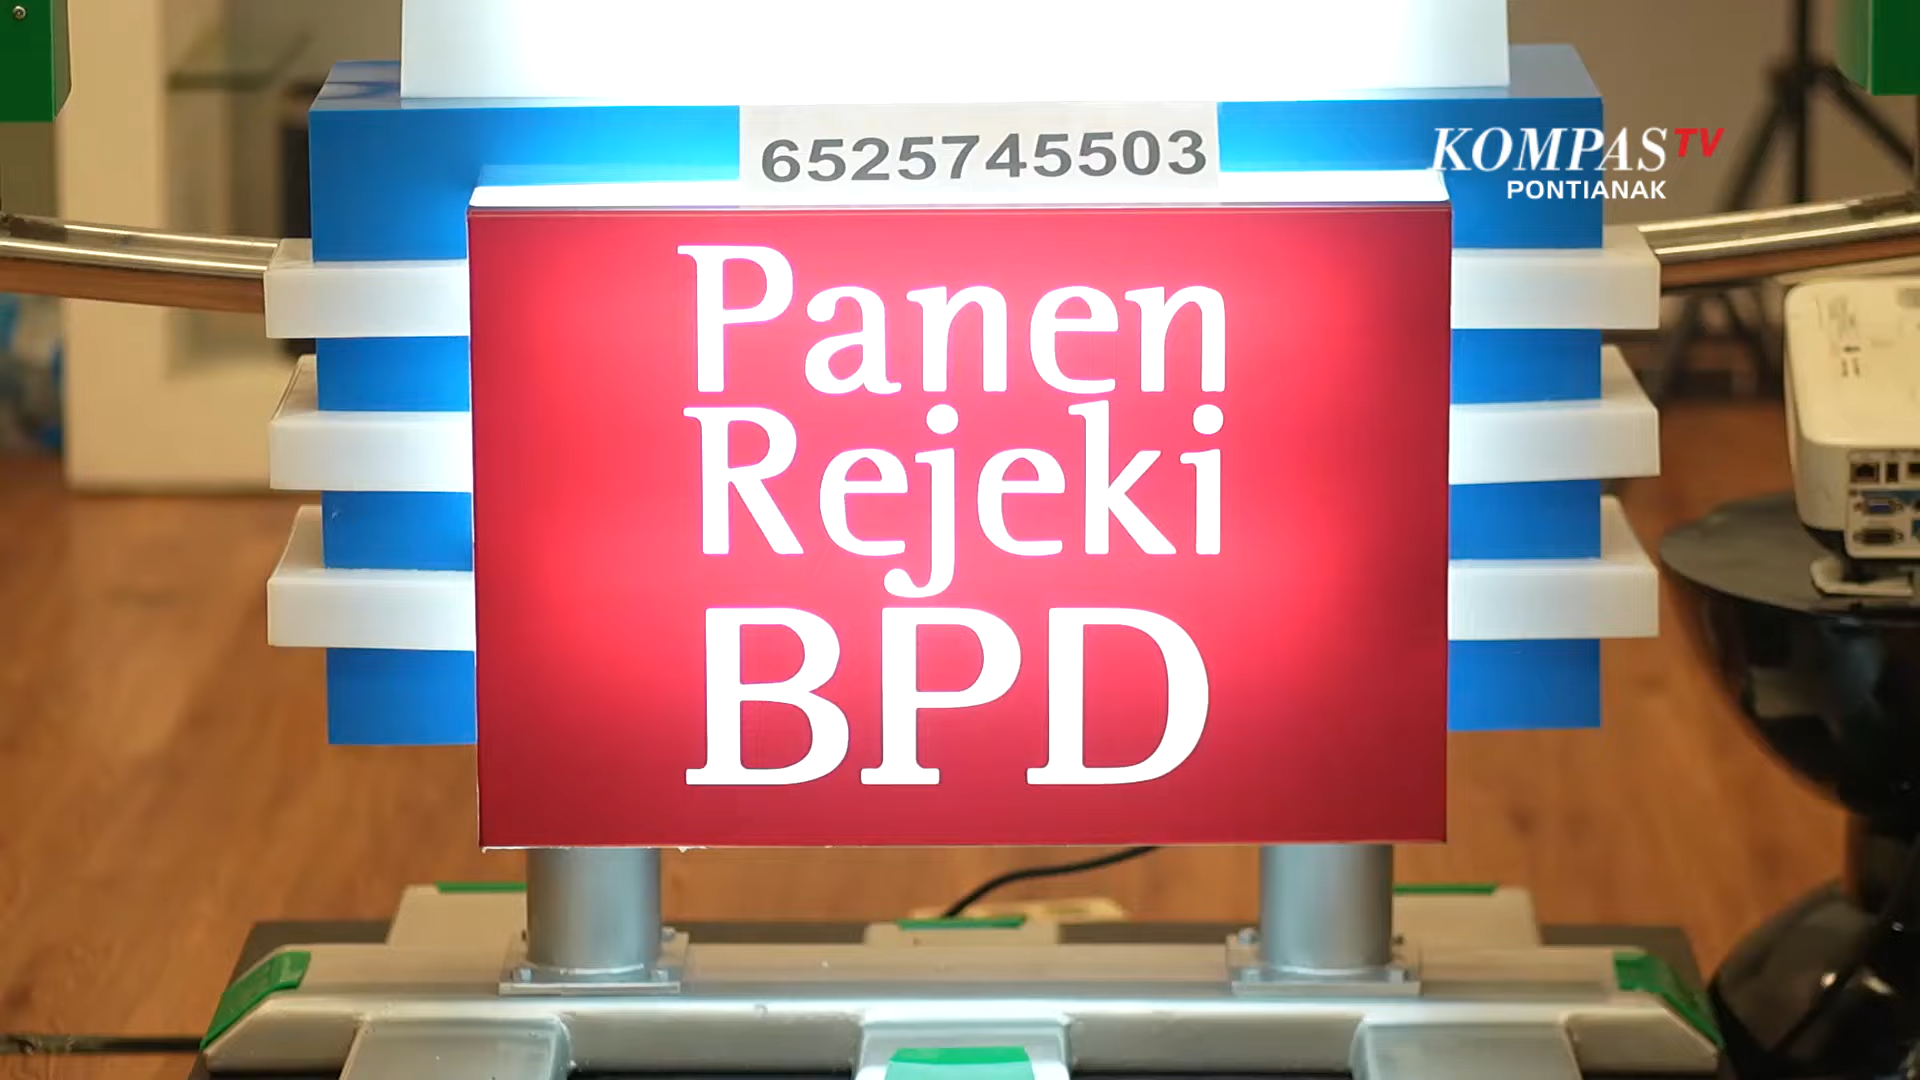 6525745503
KOMPAS TV
PONTIANAK
Panen
Rejeki
BPD